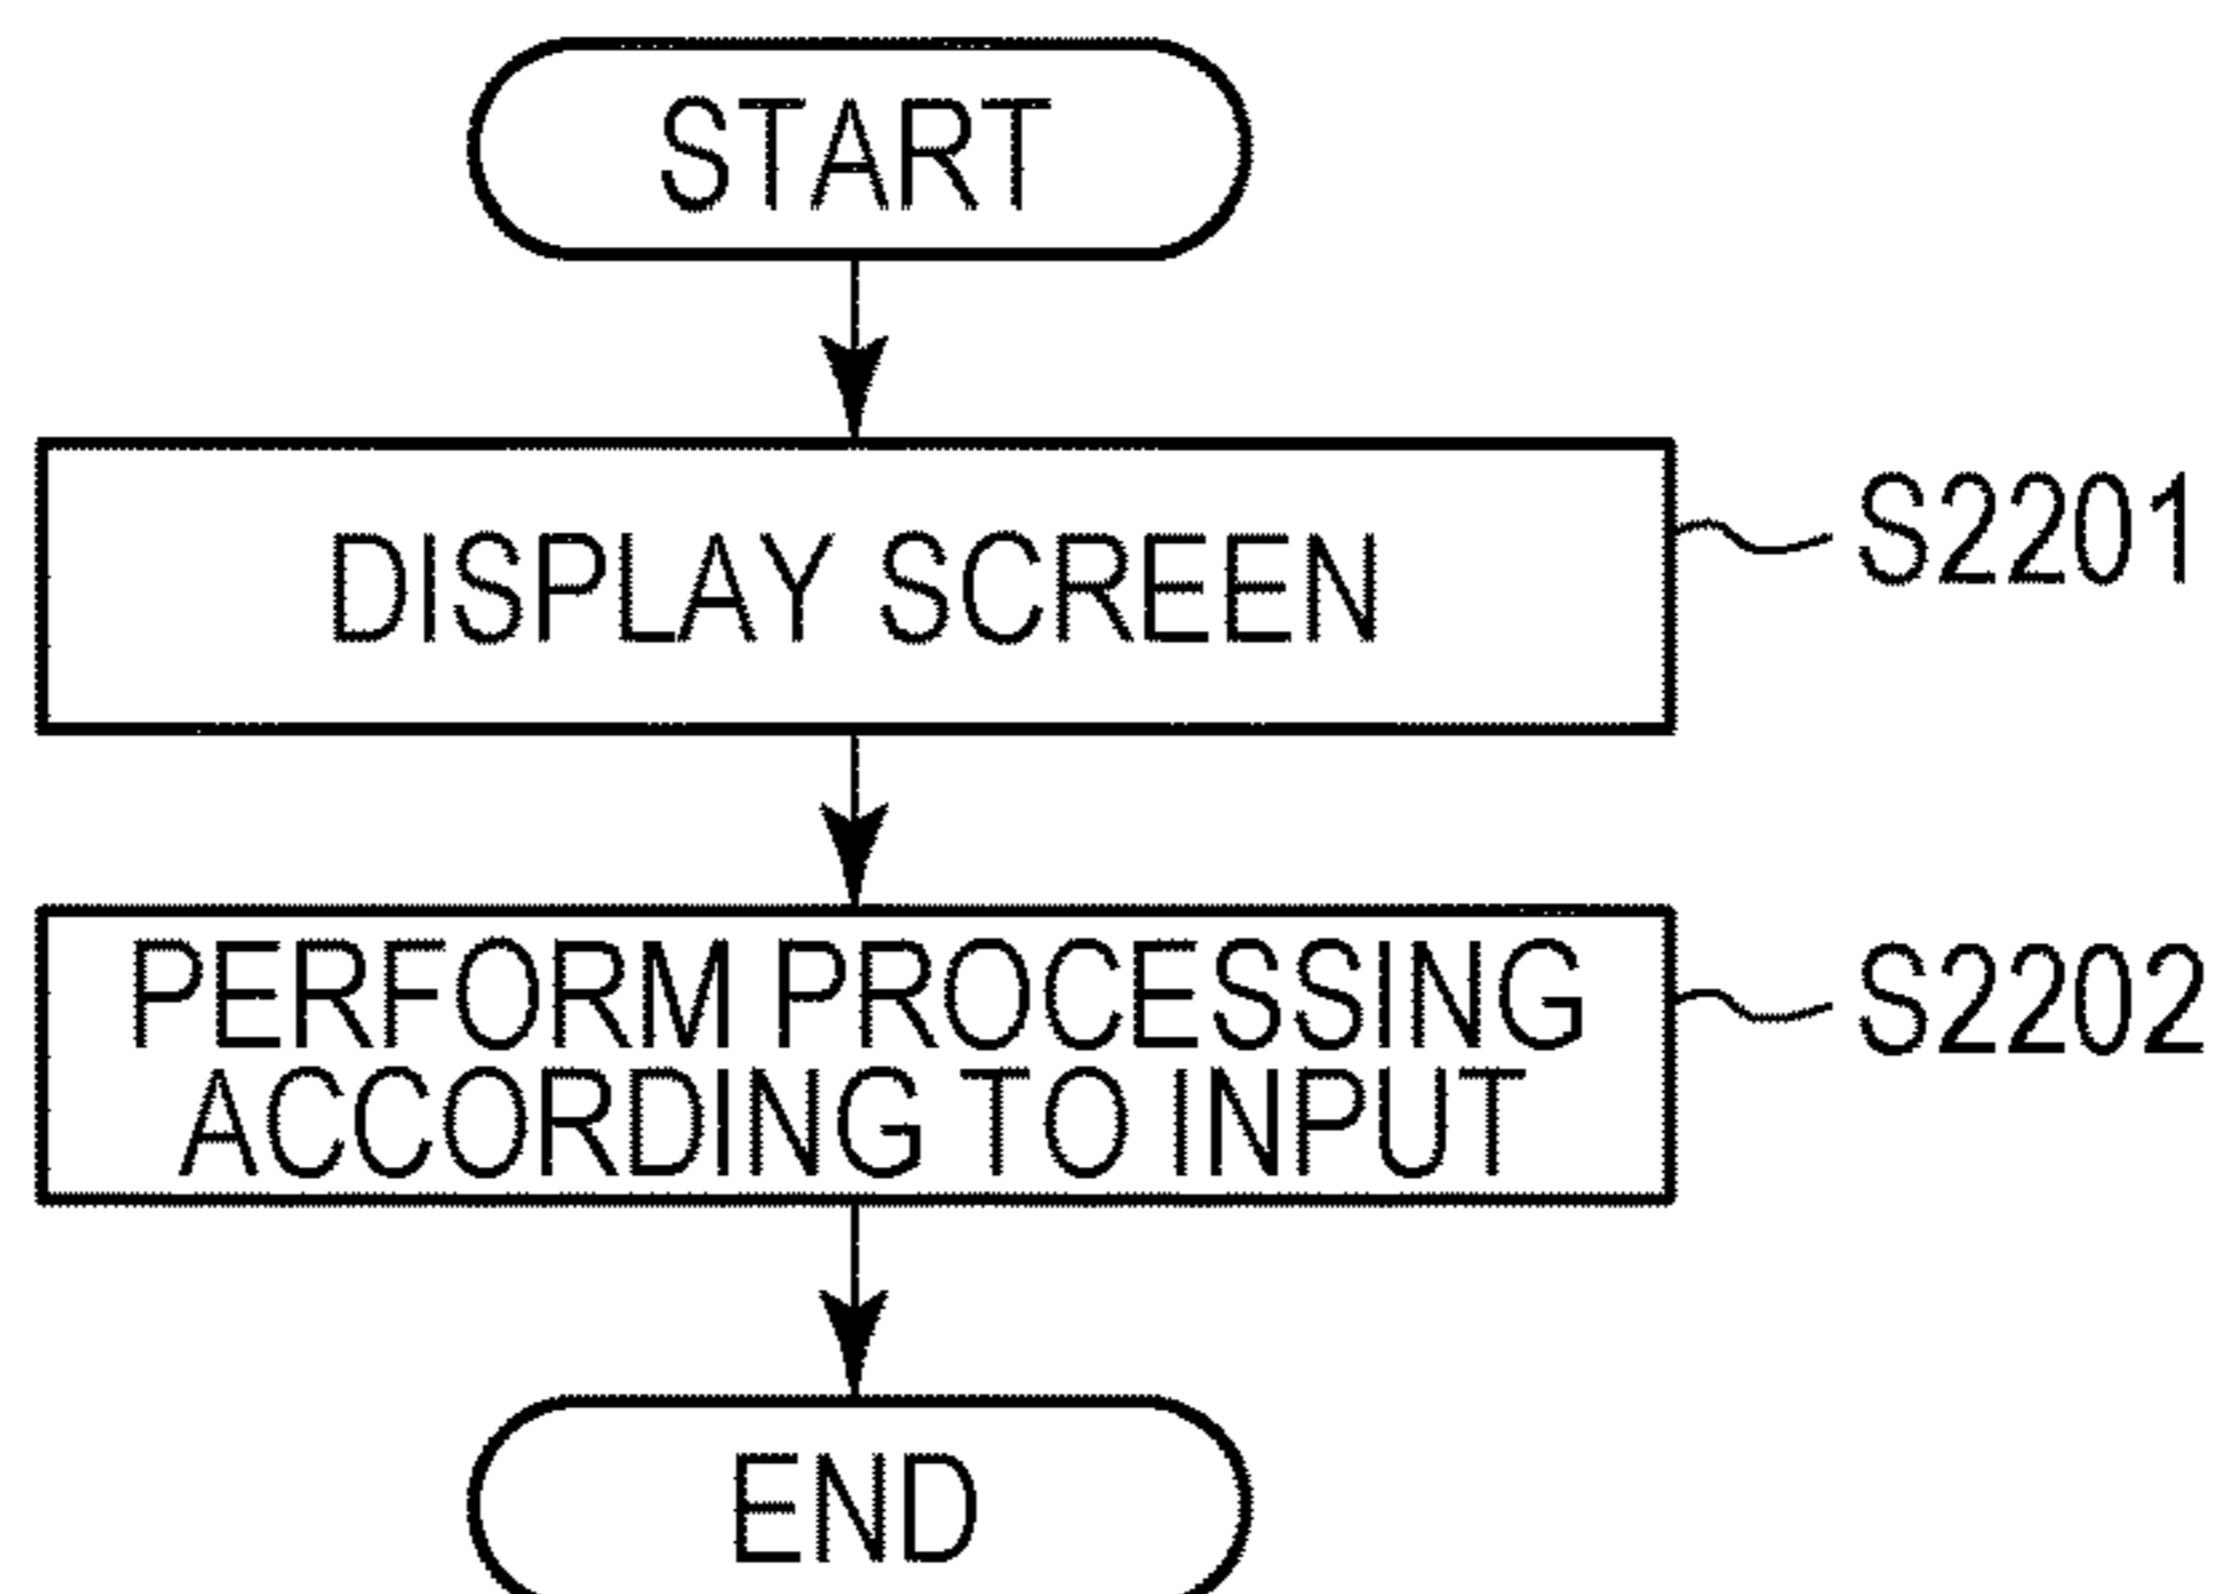 START
DISPLAY SCREEN
S2201
PERFORM PROCESSING
ACCORDING TO INPUT
S2202
END